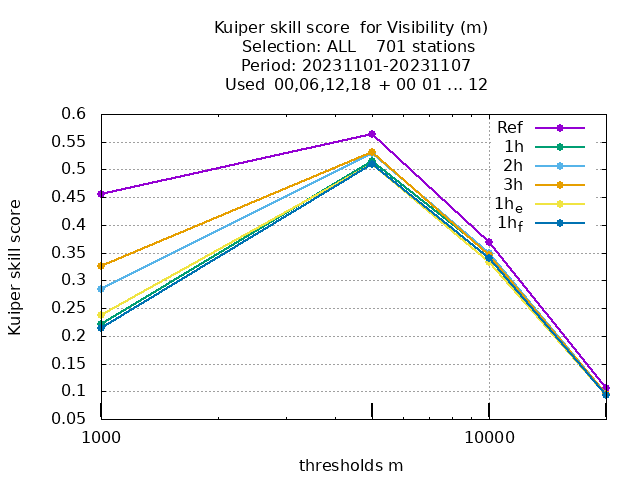 Kuiper skill score  for Visibility (m)
Selection: ALL    701 stations
Period: 20231101-20231107
Used  00,06,12,18  + 00 01 ... 12
0.6
0.55
0.5
0.45
0.4
0.35
0.3
0.25
0.2
0.15
0.1
0.05
Kuiper skill score
Ref
1h
2h
3h
1he
1hf
1000
10000
thresholds m